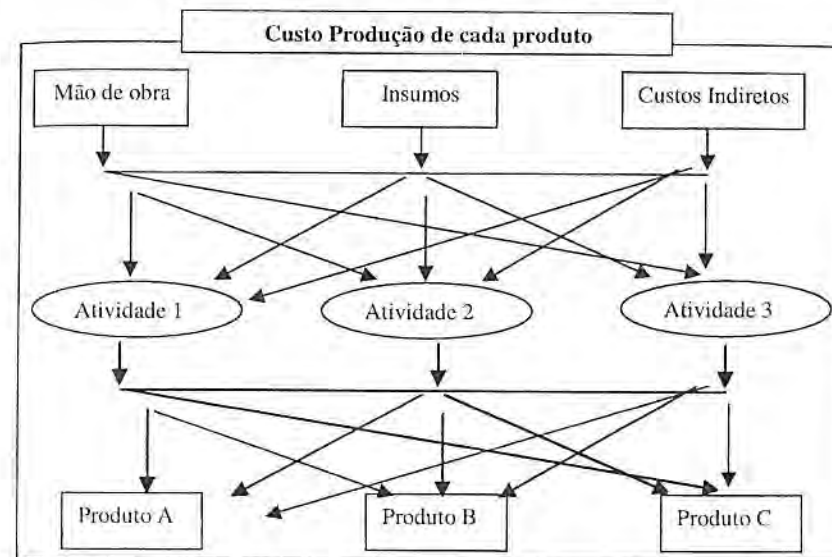 Custo Produção de cada produto
Mão de obra
Insumos
Custos Indiretos
Atividade 1
Atividade 2
Atividade 3
Produto A
Produto B
Produto C